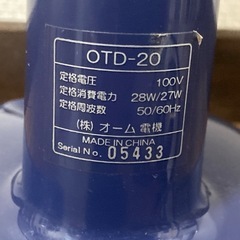 OTD-20
定格電圧 100V
定格消費電力 28W/27W
定格周波数 50/60Hz
(株) オーム電機
MADE IN CHINA
Serial No. 05433